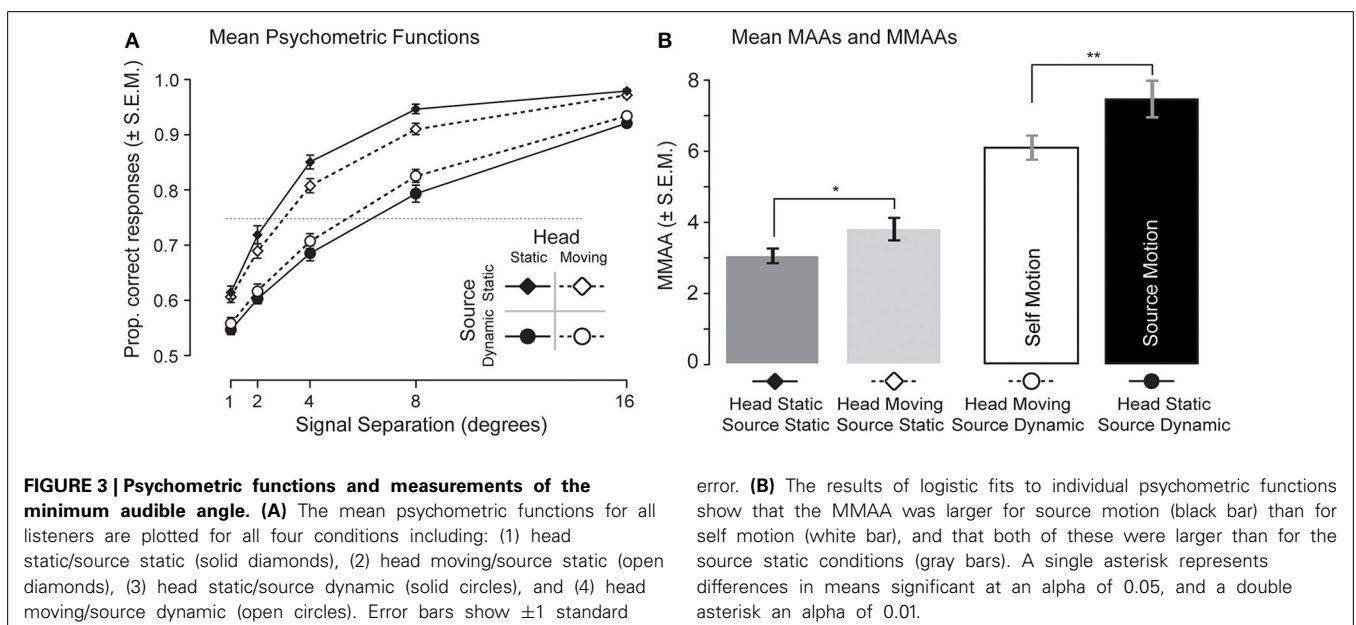 A
Mean Psychometric Functions
Prop. correct responses (± S.E.M.)
1.0
0.9
0.8
0.7
0.6
0.5
Head
Static Moving
Source
Static
Dynamic
1 2 4 8 16
Signal Separation (degrees)
B
Mean MAAs and MMAAs
MMAA (± S.E.M.)
8
6
4
2
0
*
**
Self Motion
Source Motion
Head Static
Source Static
Head Moving
Source Static
Head Moving
Source Dynamic
Head Static
Source Dynamic
FIGURE 3 | Psychometric functions and measurements of the
minimum audible angle. (A) The mean psychometric functions for all
listeners are plotted for all four conditions including: (1) head
static/source static (solid diamonds), (2) head moving/source static (open
diamonds), (3) head static/source dynamic (solid circles), and (4) head
moving/source dynamic (open circles). Error bars show ±1 standard
error. (B) The results of logistic fits to individual psychometric functions
show that the MMAA was larger for source motion (black bar) than for
self motion (white bar), and that both of these were larger than for the
source static conditions (gray bars). A single asterisk represents
differences in means significant at an alpha of 0.05, and a double
asterisk an alpha of 0.01.